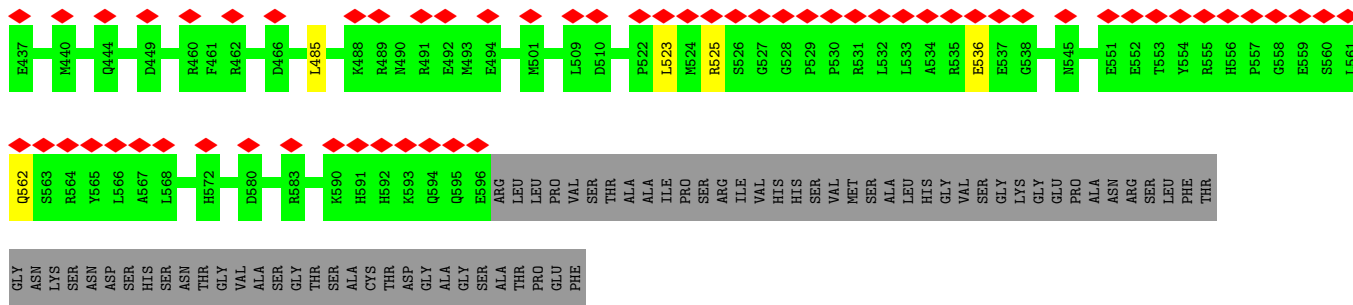 E437 M440 Q444 D449 R460 F461 R462 D466 L485 K488 R489 N490 R491 E492 M493 E494 M501 L509 D510 P522 L523 M524 R525 S526 G527 G528 P529 P530 R531 L532 L533 A534 R535 E536 E537 G538 N545 E551 E552 T553 Y554 R555 H556 P557 G558 E559 S560 L561
Q562 S563 R564 Y565 L566 A567 L568 H572 D580 R583 K590 H591 H592 K593 Q594 Q595 E596 ARG LEU LEU PRO VAL SER THR ALA ALA ILE PRO SER ARG ILE VAL HIS HIS SER VAL MET SER ALA LEU HIS GLY VAL SER GLY LYS GLY GLU PRO ALA ASN ARG SER LEU PHE THR
GLY ASN LYS SER ASN ASP SER HIS SER ASN THR GLY VAL ALA SER GLY THR SER ALA CYS THR ASP GLY ALA GLY SER ALA THR PRO GLU PHE